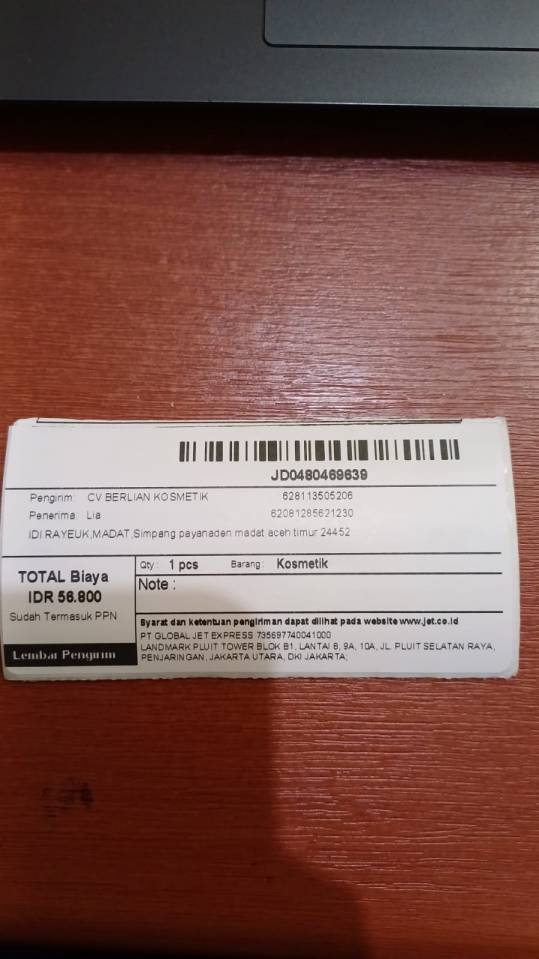 JD0480469639
Pengirim: CV BERLIAN KOSMETIK 628113505206
Penerima: Lia 62081285621230
IDI RAYEUK,MADAT,Simpang payanaden madat aceh timur 24452
TOTAL Biaya
IDR 56.800
Sudah Termasuk PPN
Lembar Pengirim
Qty : 1 pcs Barang: Kosmetik
Note :
Syarat dan ketentuan pengiriman dapat dilihat pada website www.jet.co.id
PT GLOBAL JET EXPRESS 735697740041000
LANDMARK PLUIT TOWER BLOK B1, LANTAI 8, 9A, 10A, JL. PLUIT SELATAN RAYA,
PENJARINGAN, JAKARTA UTARA, DKI JAKARTA;